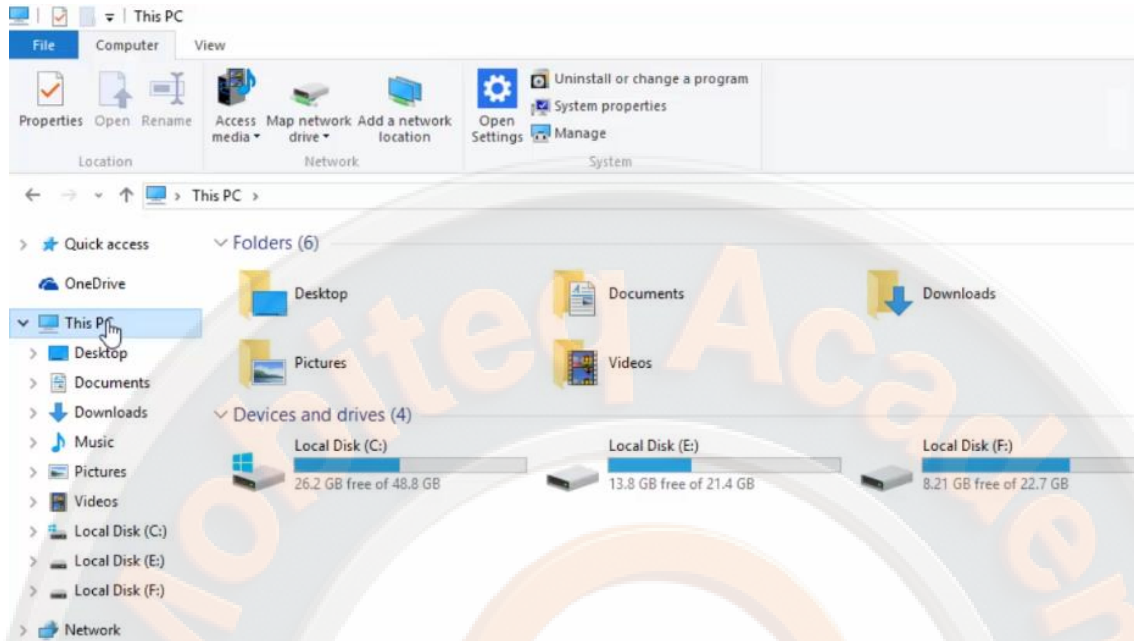 This PC
File Computer View
Properties Open Rename Access media Map network drive Add a network location Open Settings Uninstall or change a program
System properties
Manage
Location Network System
This PC
Quick access
OneDrive
This PC
Desktop
Documents
Downloads
Music
Pictures
Videos
Local Disk (C:)
Local Disk (E:)
Local Disk (F:)
Network
Folders (6)
Desktop Documents Downloads
Pictures Videos
Devices and drives (4)
Local Disk (C:) Local Disk (E:) Local Disk (F:)
26.2 GB free of 48.8 GB 13.8 GB free of 21.4 GB 8.21 GB free of 22.7 GB